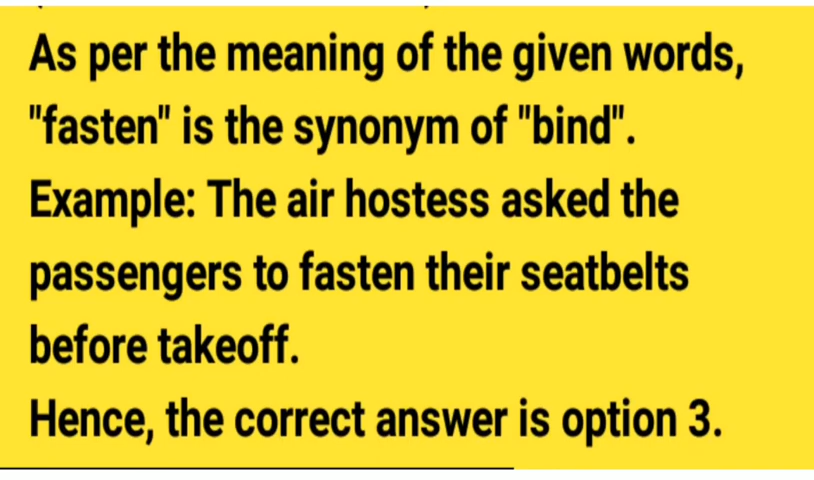 As per the meaning of the given words,
"fasten" is the synonym of "bind".
Example: The air hostess asked the
passengers to fasten their seatbelts
before takeoff.
Hence, the correct answer is option 3.